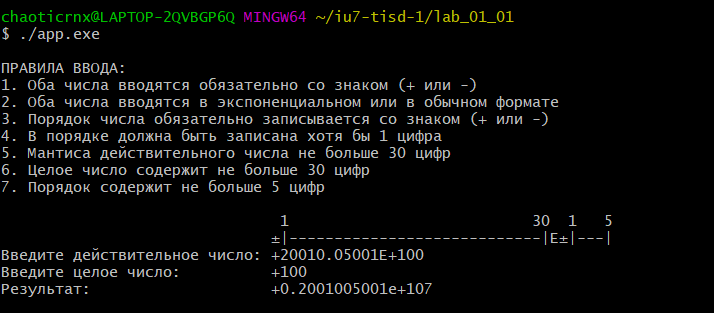 chaoticrnx@LAPTOP-2QVBGP6Q MINGW64 ~/iu7-tisd-1/lab_01_01
$ ./app.exe
ПРАВИЛА ВВОДА:
1. Оба числа вводятся обязательно со знаком (+ или -)
2. Оба числа вводятся в экспоненциальном или в обычном формате
3. Порядок числа обязательно записывается со знаком (+ или -)
4. В порядке должна быть записана хотя бы 1 цифра
5. Мантиса действительного числа не больше 30 цифр
6. Целое число содержит не больше 30 цифр
7. Порядок содержит не больше 5 цифр
1 30 1 5
±|----------------------------|E±|---|
Введите действительное число: +20010.05001E+100
Введите целое число: +100
Результат: +0.2001005001e+107